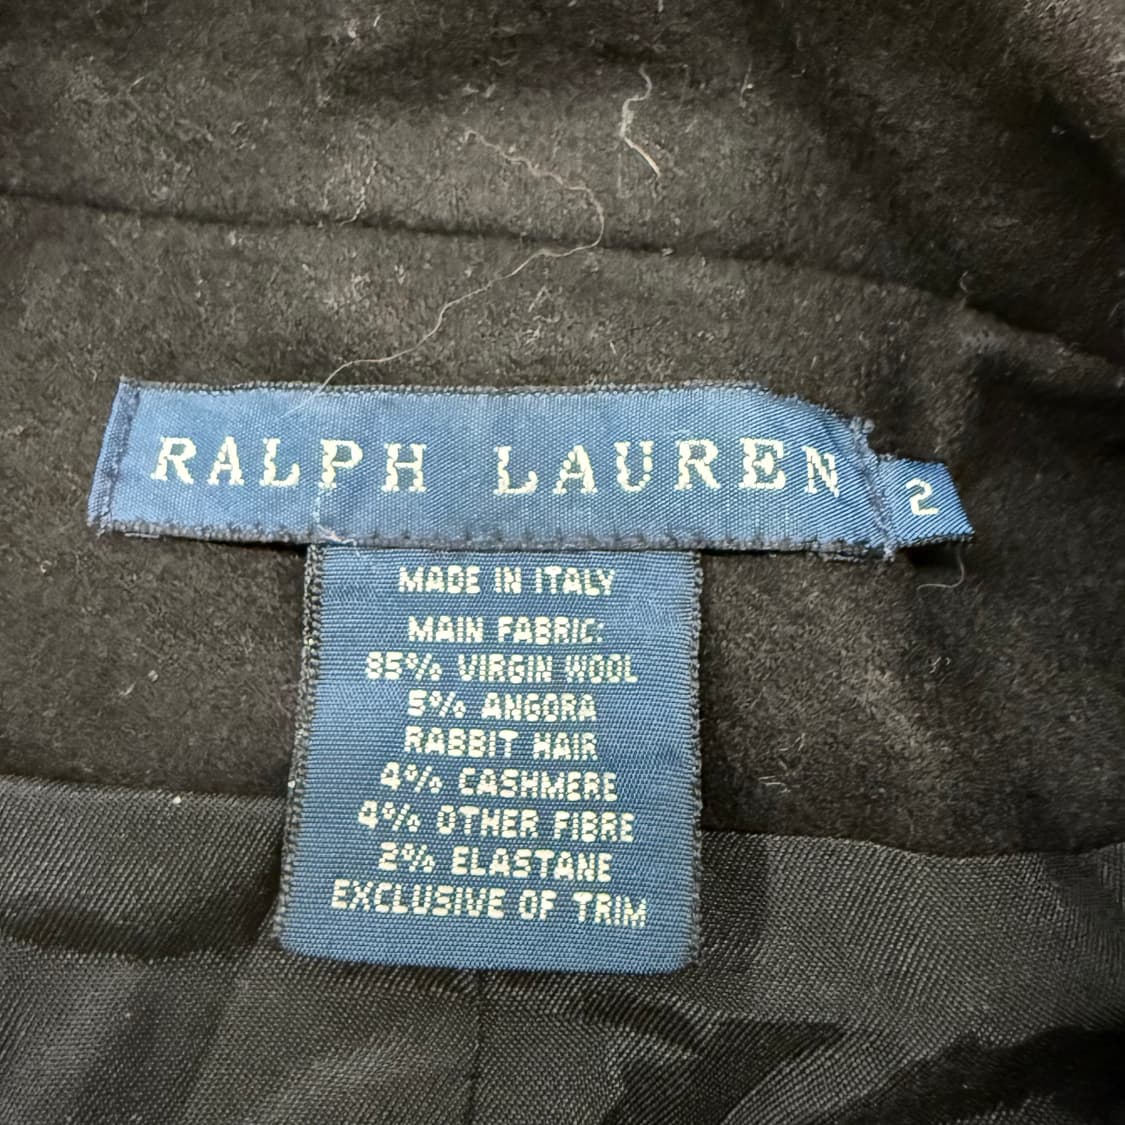 RALPH LAUREN
2
MADE IN ITALY
MAIN FABRIC:
85% VIRGIN WOOL
5% ANGORA
RABBIT HAIR
4% CASHMERE
4% OTHER FIBRE
2% ELASTANE
EXCLUSIVE OF TRIM